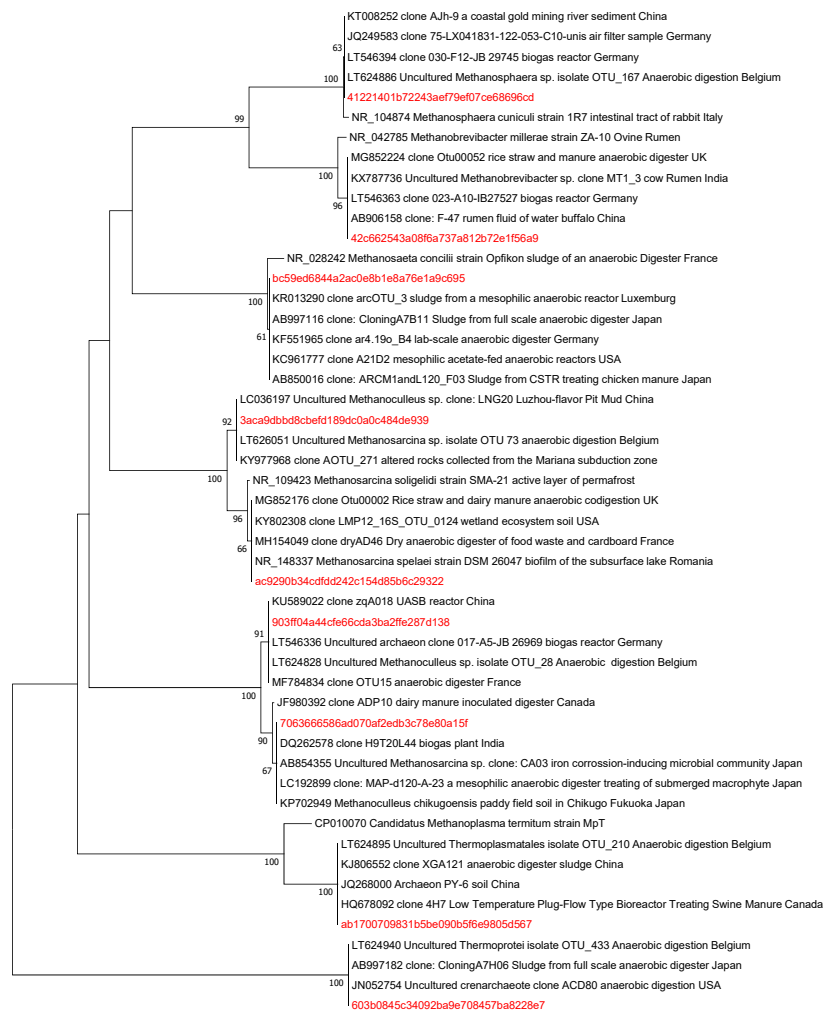 KT008252 clone AJh-9 a coastal gold mining river sediment China
JQ249583 clone 75-LX041831-122-053-C10-unis air filter sample Germany
63
LT546394 clone 030-F12-JB 29745 biogas reactor Germany
LT624886 Uncultured Methanosphaera sp. isolate OTU_167 Anaerobic digestion Belgium
100
41221401b72243aef79ef07ce68696cd
NR_104874 Methanosphaera cuniculi strain 1R7 intestinal tract of rabbit Italy
99
NR_042785 Methanobrevibacter millerae strain ZA-10 Ovine Rumen
MG852224 clone Otu00052 rice straw and manure anaerobic digester UK
100
KX787736 Uncultured Methanobrevibacter sp. clone MT1_3 cow Rumen India
LT546363 clone 023-A10-IB27527 biogas reactor Germany
96
AB906158 clone: F-47 rumen fluid of water buffalo China
42c662543a08f6a737a812b72e1f56a9
NR_028242 Methanosaeta concilii strain Opfikon sludge of an anaerobic Digester France
bc59ed6844a2ac0e8b1e8a76e1a9c695
100
KR013290 clone arcOTU_3 sludge from a mesophilic anaerobic reactor Luxemburg
AB997116 clone: CloningA7B11 Sludge from full scale anaerobic digester Japan
61
KF551965 clone ar4.19o_B4 lab-scale anaerobic digester Germany
KC961777 clone A21D2 mesophilic acetate-fed anaerobic reactors USA
AB850016 clone: ARCM1andL120_F03 Sludge from CSTR treating chicken manure Japan
LC036197 Uncultured Methanoculleus sp. clone: LNG20 Luzhou-flavor Pit Mud China
92
3aca9dbbd8cbefd189dc0a0c484de939
LT626051 Uncultured Methanosarcina sp. isolate OTU 73 anaerobic digestion Belgium
KY977968 clone AOTU_271 altered rocks collected from the Mariana subduction zone
100
NR_109423 Methanosarcina soligelidi strain SMA-21 active layer of permafrost
MG852176 clone Otu00002 Rice straw and dairy manure anaerobic codigestion UK
96
KY802308 clone LMP12_16S_OTU_0124 wetland ecosystem soil USA
MH154049 clone dryAD46 Dry anaerobic digester of food waste and cardboard France
66
NR_148337 Methanosarcina spelaei strain DSM 26047 biofilm of the subsurface lake Romania
ac9290b34cdfdd242c154d85b6c29322
KU589022 clone zqA018 UASB reactor China
903ff04a44cfe66cda3ba2ffe287d138
91
LT546336 Uncultured archaeon clone 017-A5-JB 26969 biogas reactor Germany
LT624828 Uncultured Methanoculleus sp. isolate OTU_28 Anaerobic digestion Belgium
MF784834 clone OTU15 anaerobic digester France
100
JF980392 clone ADP10 dairy manure inoculated digester Canada
7063666586ad070af2edb3c78e80a15f
90
DQ262578 clone H9T20L44 biogas plant India
AB854355 Uncultured Methanosarcina sp. clone: CA03 iron corrossion-inducing microbial community Japan
67
LC192899 clone: MAP-d120-A-23 a mesophilic anaerobic digester treating of submerged macrophyte Japan
KP702949 Methanoculleus chikugoensis paddy field soil in Chikugo Fukuoka Japan
CP010070 Candidatus Methanoplasma termitum strain MpT
LT624895 Uncultured Thermoplasmatales isolate OTU_210 Anaerobic digestion Belgium
100
KJ806552 clone XGA121 anaerobic digester sludge China
JQ268000 Archaeon PY-6 soil China
100
HQ678092 clone 4H7 Low Temperature Plug-Flow Type Bioreactor Treating Swine Manure Canada
ab1700709831b5be090b5f6e9805d567
LT624940 Uncultured Thermoprotei isolate OTU_433 Anaerobic digestion Belgium
AB997182 clone: CloningA7H06 Sludge from full scale anaerobic digester Japan
100
JN052754 Uncultured crenarchaeote clone ACD80 anaerobic digestion USA
603b0845c34092ba9e708457ba8228e7